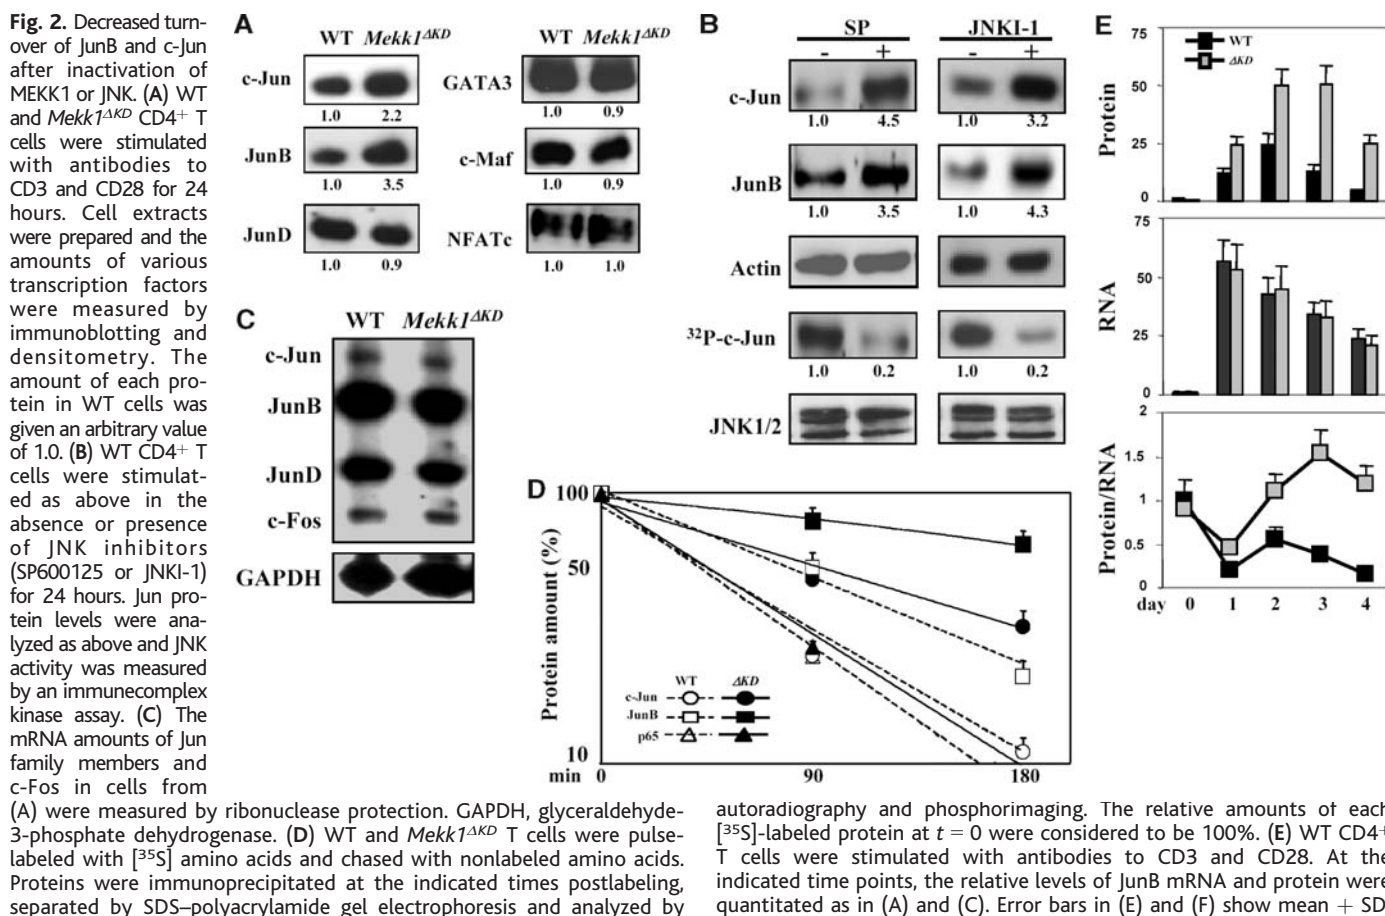 Fig. 2. Decreased turn-
over of JunB and c-Jun
after inactivation of
MEKK1 or JNK. (A) WT
and Mekk1ΔKD CD4+ T
cells were stimulated
with antibodies to
CD3 and CD28 for 24
hours. Cell extracts
were prepared and the
amounts of various
transcription factors
were measured by
immunoblotting and
densitometry. The
amount of each pro-
tein in WT cells was
given an arbitrary value
of 1.0. (B) WT CD4+ T
cells were stimulat-
ed as above in the
absence or presence
of JNK inhibitors
(SP600125 or JNKI-1)
for 24 hours. Jun pro-
tein levels were ana-
lyzed as above and JNK
activity was measured
by an immunecomplex
kinase assay. (C) The
mRNA amounts of Jun
family members and
c-Fos in cells from
(A) were measured by ribonuclease protection. GAPDH, glyceraldehyde-
3-phosphate dehydrogenase. (D) WT and Mekk1ΔKD T cells were pulse-
labeled with [35S] amino acids and chased with nonlabeled amino acids.
Proteins were immunoprecipitated at the indicated times postlabeling,
separated by SDS–polyacrylamide gel electrophoresis and analyzed by
autoradiography and phosphorimaging. The relative amounts of each
[35S]-labeled protein at t = 0 were considered to be 100%. (E) WT CD4+
T cells were stimulated with antibodies to CD3 and CD28. At the
indicated time points, the relative levels of JunB mRNA and protein were
quantitated as in (A) and (C). Error bars in (E) and (F) show mean + SD.
A
WT Mekk1ΔKD
c-Jun
1.0 2.2
JunB
1.0 3.5
JunD
1.0 0.9
WT Mekk1ΔKD
GATA3
1.0 0.9
c-Maf
1.0 0.9
NFATc
1.0 1.0
B
SP JNKI-1
- + - +
c-Jun
1.0 4.5 1.0 3.2
JunB
1.0 3.5 1.0 4.3
Actin
32P-c-Jun
1.0 0.2 1.0 0.2
JNK1/2
C
WT Mekk1ΔKD
c-Jun
JunB
JunD
c-Fos
GAPDH
D
Protein amount (%)
100
50
10
min 0 90 180
WT ΔKD
c-Jun
JunB
p65
E
WT
ΔKD
Protein
75
50
25
0
RNA
75
50
25
0
Protein/RNA
2
1.5
1
0.5
0
day 0 1 2 3 4